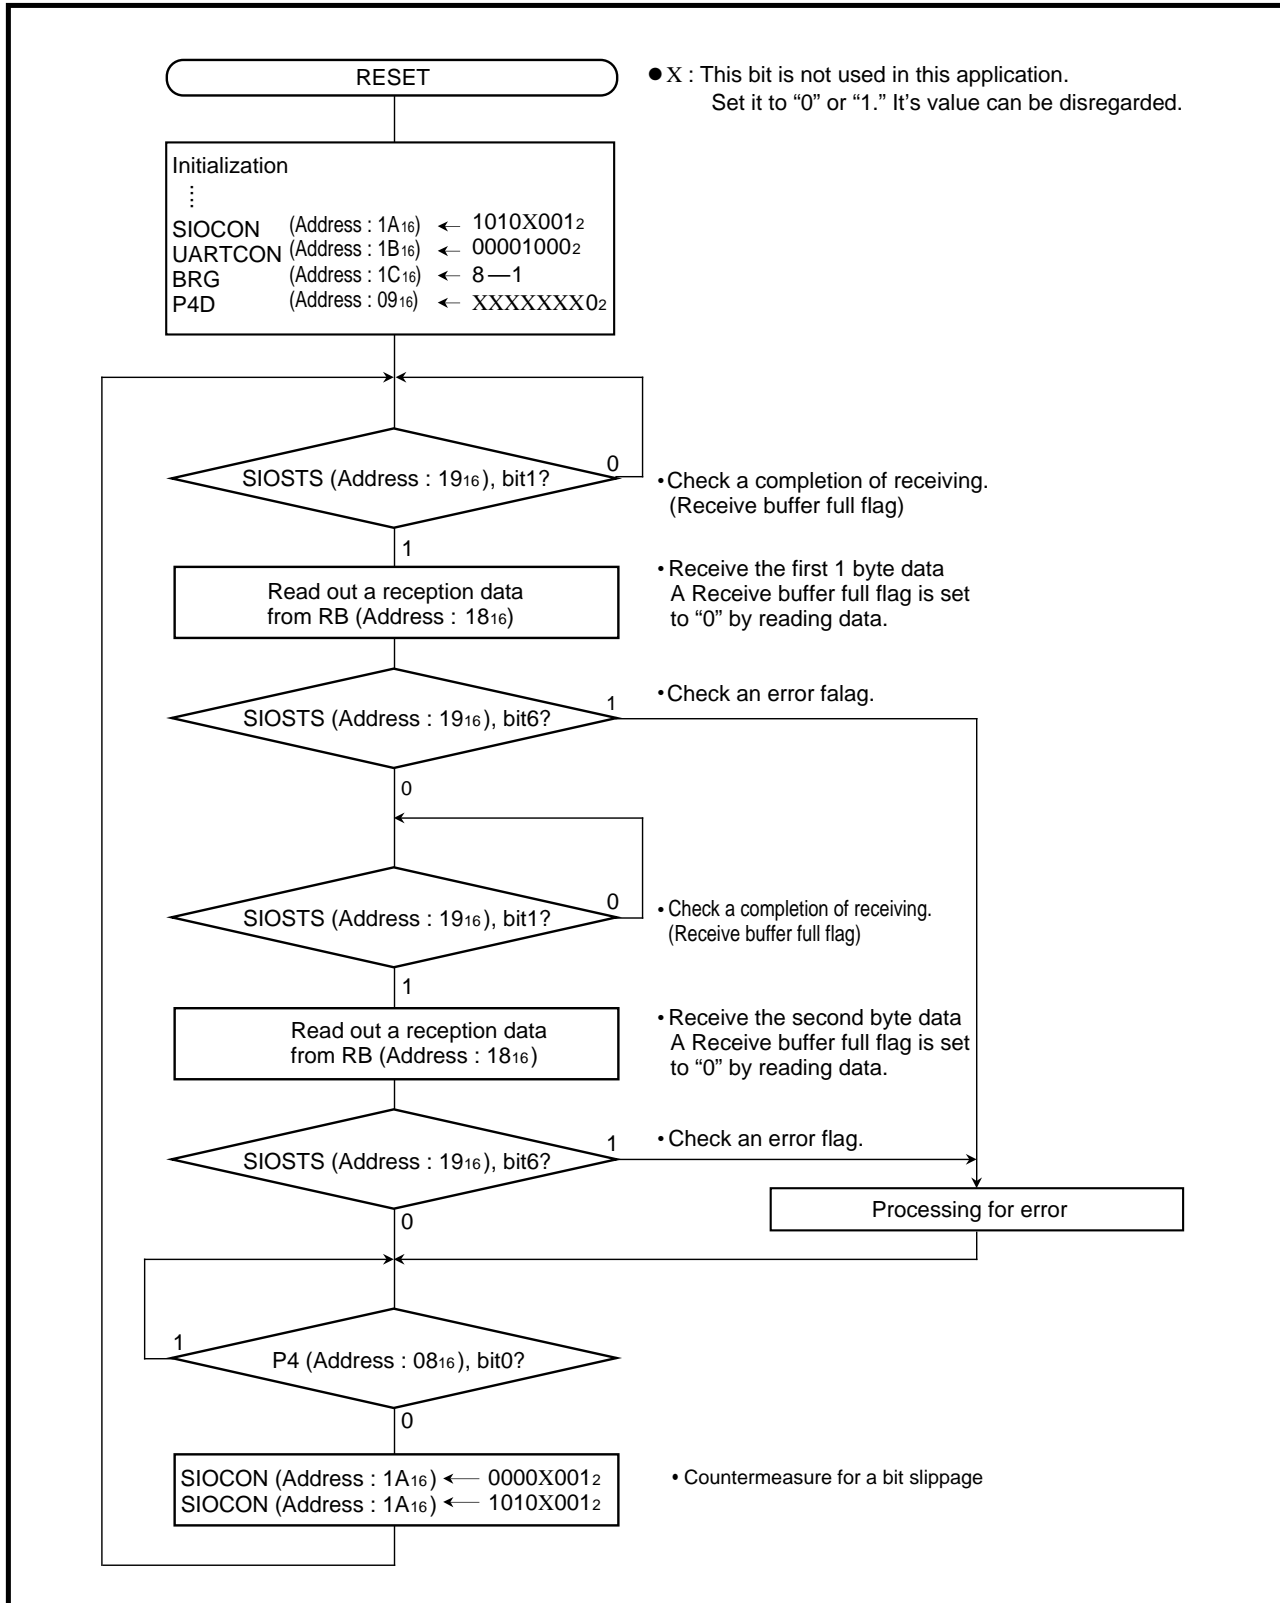 RESET
● X : This bit is not used in this application.
Set it to “0” or “1.” It’s value can be disregarded.
Initialization
⋮
SIOCON (Address : 1A₁₆) ← 1010X001₂
UARTCON (Address : 1B₁₆) ← 00001000₂
BRG (Address : 1C₁₆) ← 8—1
P4D (Address : 09₁₆) ← XXXXXXX0₂
SIOSTS (Address : 19₁₆), bit1?
0
• Check a completion of receiving.
(Receive buffer full flag)
1
Read out a reception data
from RB (Address : 18₁₆)
• Receive the first 1 byte data
A Receive buffer full flag is set
to “0” by reading data.
SIOSTS (Address : 19₁₆), bit6?
1
• Check an error falag.
0
SIOSTS (Address : 19₁₆), bit1?
0
• Check a completion of receiving.
(Receive buffer full flag)
1
Read out a reception data
from RB (Address : 18₁₆)
• Receive the second byte data
A Receive buffer full flag is set
to “0” by reading data.
SIOSTS (Address : 19₁₆), bit6?
1
• Check an error flag.
Processing for error
0
1
P4 (Address : 08₁₆), bit0?
0
SIOCON (Address : 1A₁₆) ← 0000X001₂
SIOCON (Address : 1A₁₆) ← 1010X001₂
• Countermeasure for a bit slippage